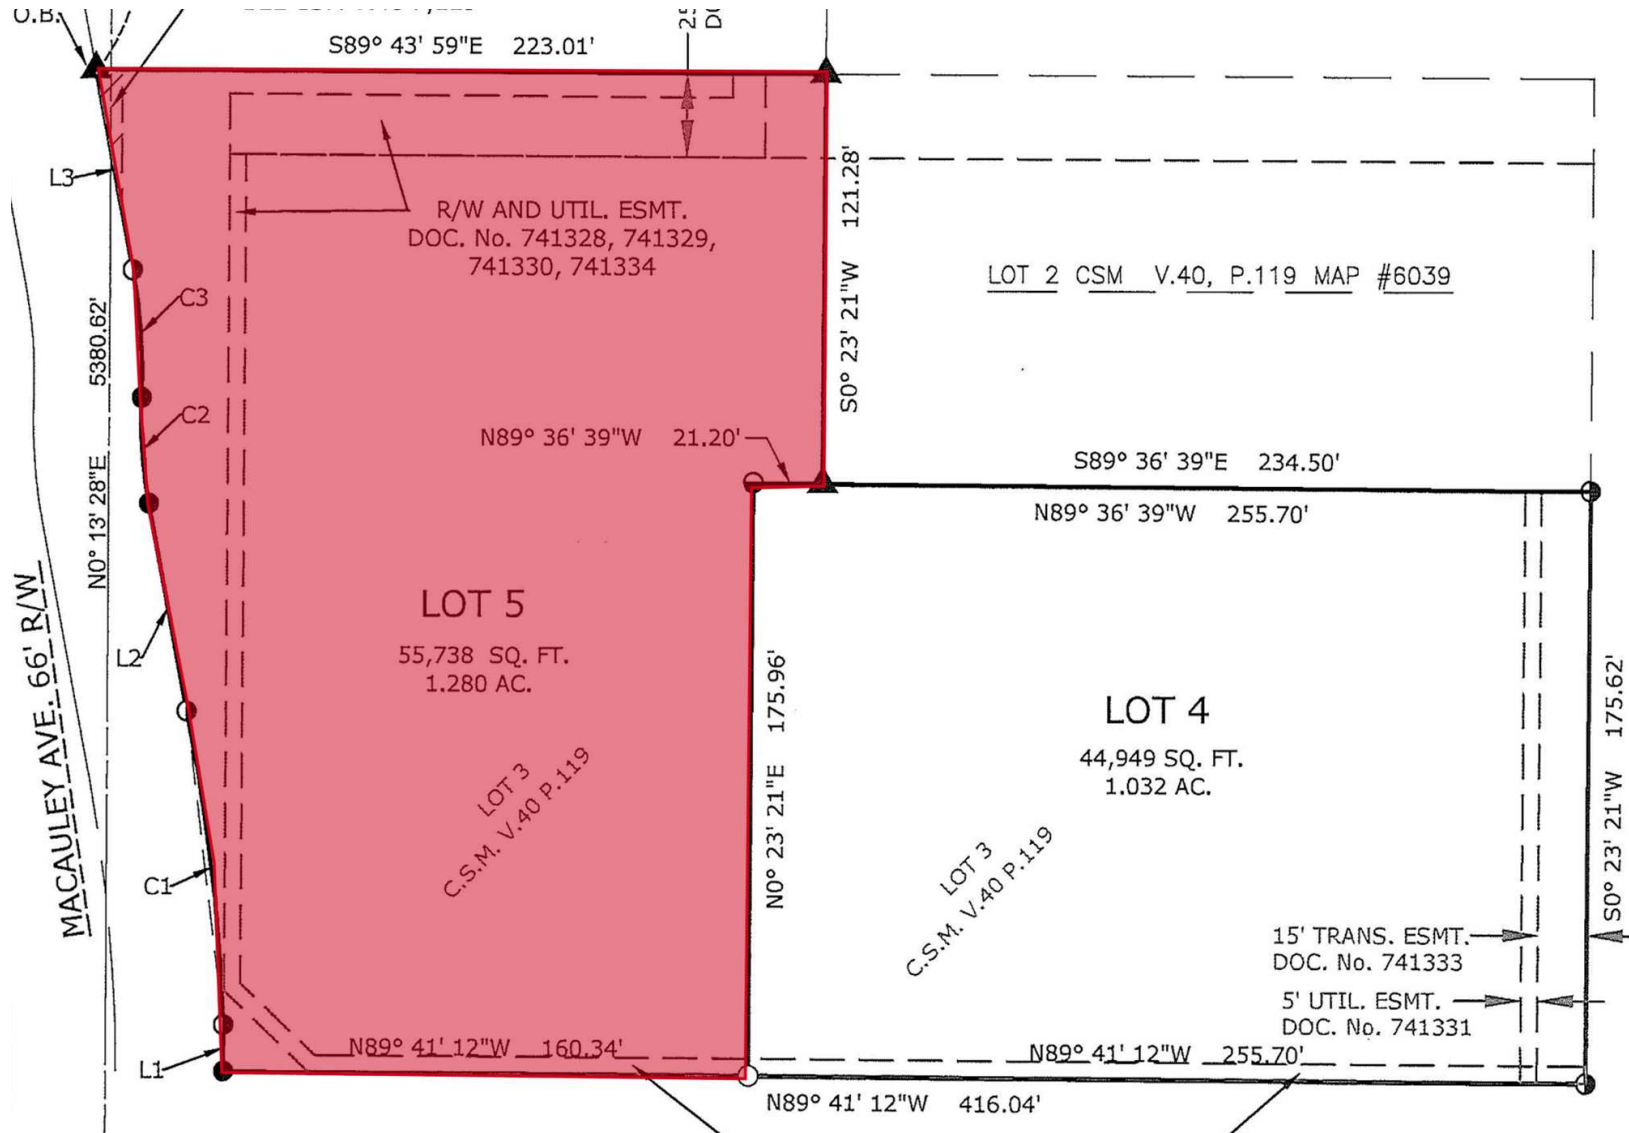 O.B.
S89° 43' 59"E 223.01'
25
L3
R/W AND UTIL. ESMT.
DOC. No. 741328, 741329,
741330, 741334
121.28'
S0° 23' 21"W
LOT 2 CSM V.40, P.119 MAP #6039
C3
5380.62'
N0° 13' 28"E
C2
N89° 36' 39"W 21.20'
S89° 36' 39"E 234.50'
N89° 36' 39"W 255.70'
MACAULEY AVE. 66' R/W
L2
LOT 5
55,738 SQ. FT.
1.280 AC.
175.96'
N0° 23' 21"E
LOT 4
44,949 SQ. FT.
1.032 AC.
175.62'
S0° 23' 21"W
LOT 3
C.S.M. V.40 P.119
LOT 3
C.S.M. V.40 P.119
C1
15' TRANS. ESMT.
DOC. No. 741333
5' UTIL. ESMT.
DOC. No. 741331
L1
N89° 41' 12"W 160.34'
N89° 41' 12"W 255.70'
N89° 41' 12"W 416.04'